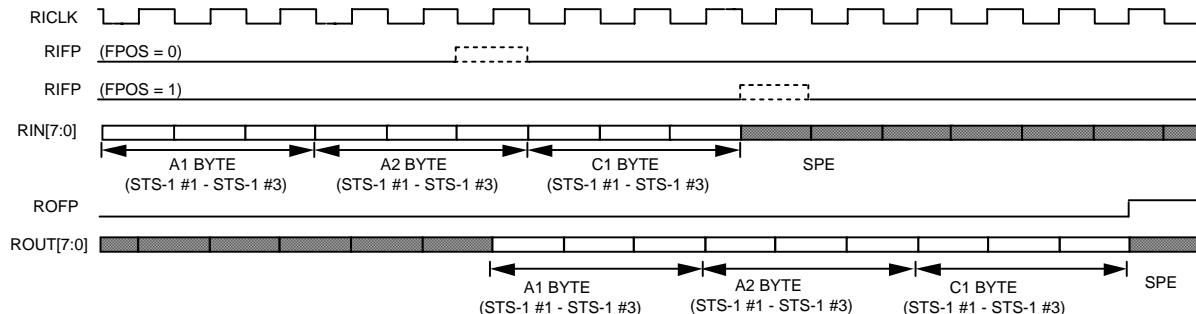 RICLK
RIFP (FPOS = 0)
RIFP (FPOS = 1)
RIN[7:0]
A1 BYTE
(STS-1 #1 - STS-1 #3)
A2 BYTE
(STS-1 #1 - STS-1 #3)
C1 BYTE
(STS-1 #1 - STS-1 #3)
SPE
ROFP
ROUT[7:0]
A1 BYTE
(STS-1 #1 - STS-1 #3)
A2 BYTE
(STS-1 #1 - STS-1 #3)
C1 BYTE
(STS-1 #1 - STS-1 #3)
SPE